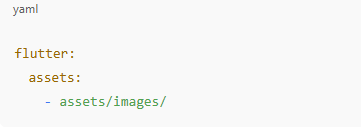 yaml
flutter:
  assets:
    - assets/images/